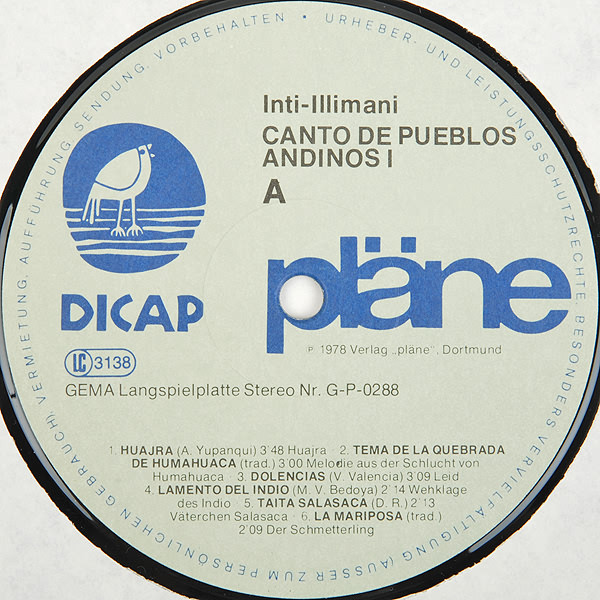 URHEBER- UND LEISTUNGSSCHUTZRECHTE, BESONDERS VERVIELFÄLTIGUNG (AUSSER ZUM PERSÖNLICHEN GEBRAUCH), VERMIETUNG, AUFFÜHRUNG, SENDUNG, VORBEHALTEN •
Inti-Illimani
CANTO DE PUEBLOS
ANDINOS I
A
DICAP
pläne
LC 3138
℗ 1978 Verlag „pläne“, Dortmund
GEMA Langspielplatte Stereo Nr. G-P-0288
1. HUAJRA (A. Yupanqui) 3'48 Huajra • 2. TEMA DE LA QUEBRADA
DE HUMAHUACA (trad.) 3'00 Melodie aus der Schlucht von
Humahuaca • 3. DOLENCIAS (V. Valencia) 3'09 Leid
4. LAMENTO DEL INDIO (M. V. Bedoya) 2'14 Wehklage
des Indio • 5. TAITA SALASACA (D. R.) 2'13
Väterchen Salasaca • 6. LA MARIPOSA (trad.)
2'09 Der Schmetterling